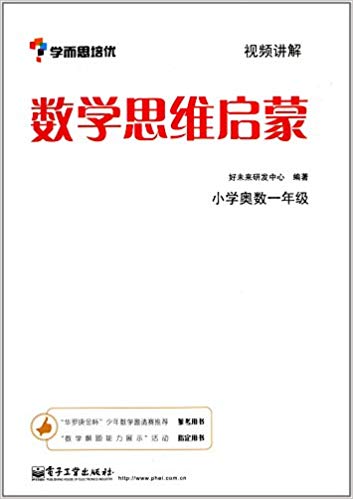 学而思培优
视频讲解
数学思维启蒙
好未来研发中心 编著
小学奥数一年级
“华罗庚金杯”少年数学邀请赛推荐 参考用书
“数学解题能力展示”活动 指定用书
电子工业出版社
http://www.phei.com.cn